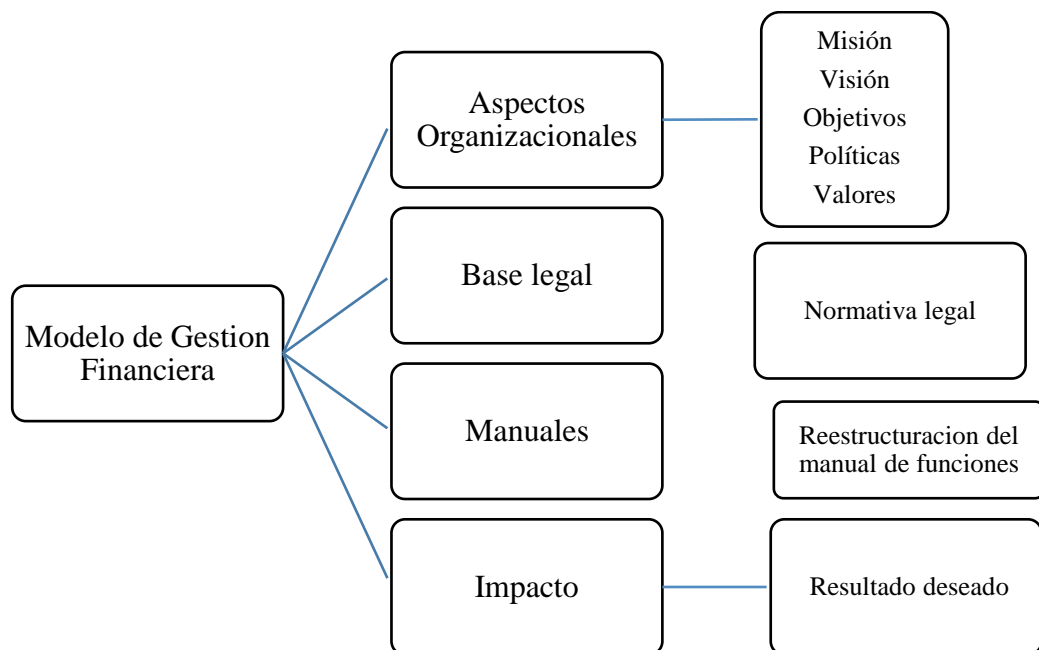 Modelo de Gestion
Financiera
Aspectos
Organizacionales
Misión
Visión
Objetivos
Políticas
Valores
Base legal
Normativa legal
Manuales
Reestructuracion del
manual de funciones
Impacto
Resultado deseado